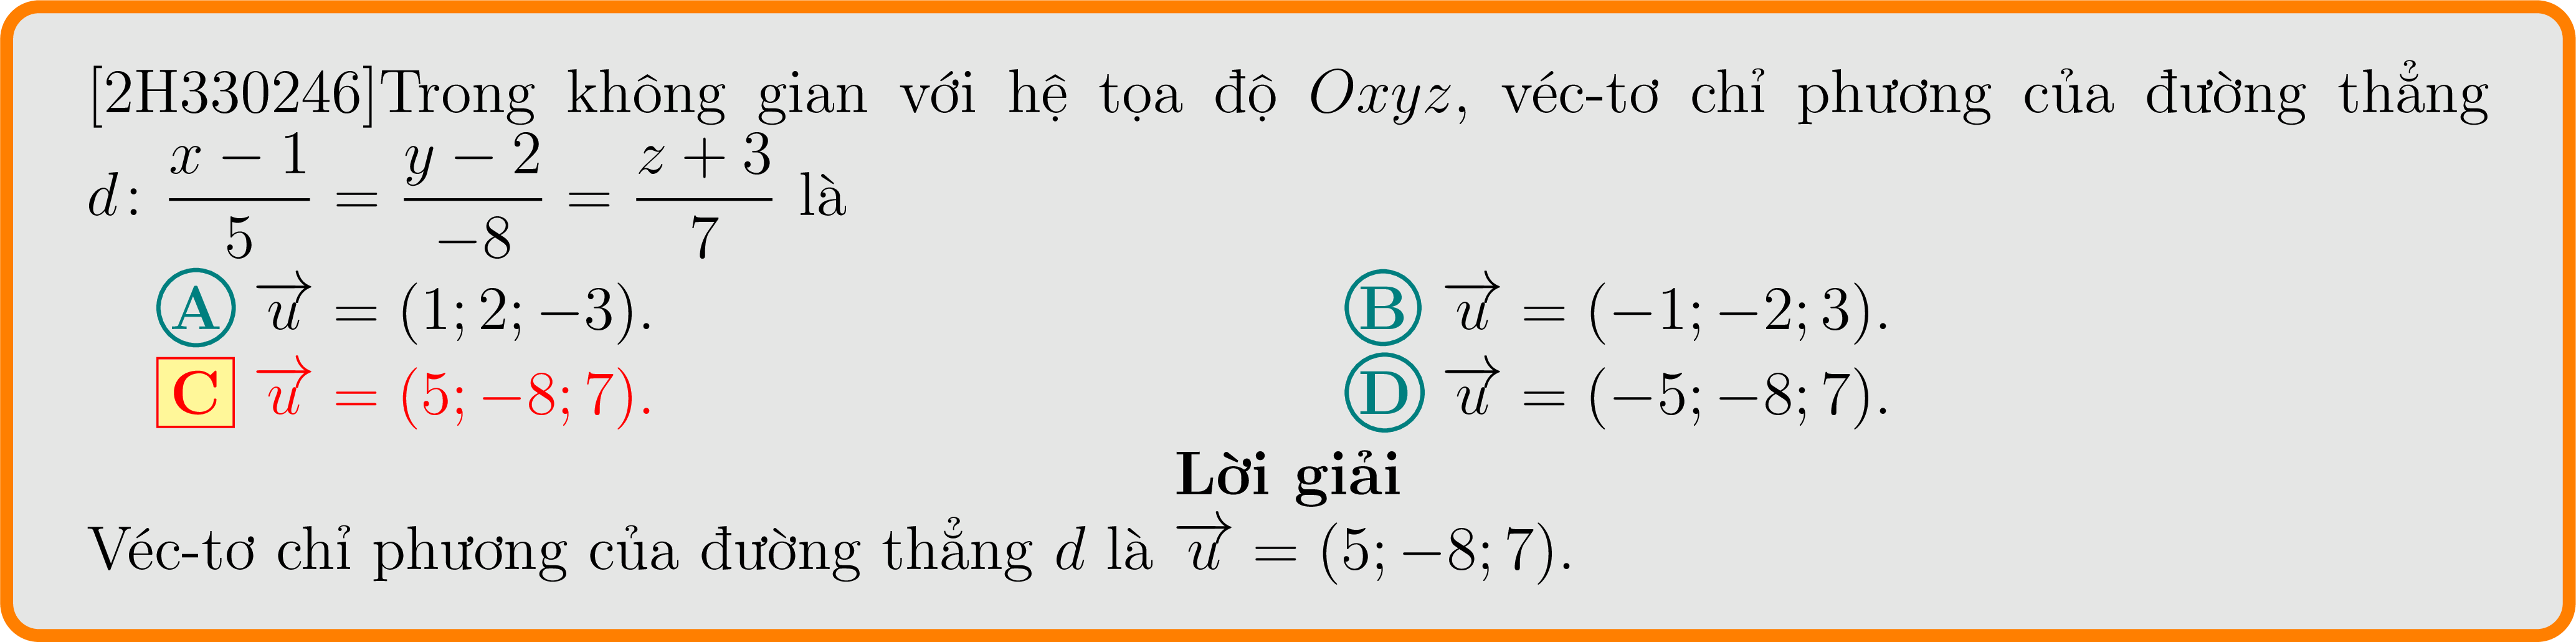 [2H330246]Trong không gian với hệ tọa độ Oxyz, véc-tơ chỉ phương của đường thẳng
d: \frac{x − 1}{5} = \frac{y − 2}{−8} = \frac{z + 3}{7} là
A \overrightarrow{u} = (1; 2; −3). B \overrightarrow{u} = (−1; −2; 3).
C \overrightarrow{u} = (5; −8; 7). D \overrightarrow{u} = (−5; −8; 7).
Lời giải
Véc-tơ chỉ phương của đường thẳng d là \overrightarrow{u} = (5; −8; 7).